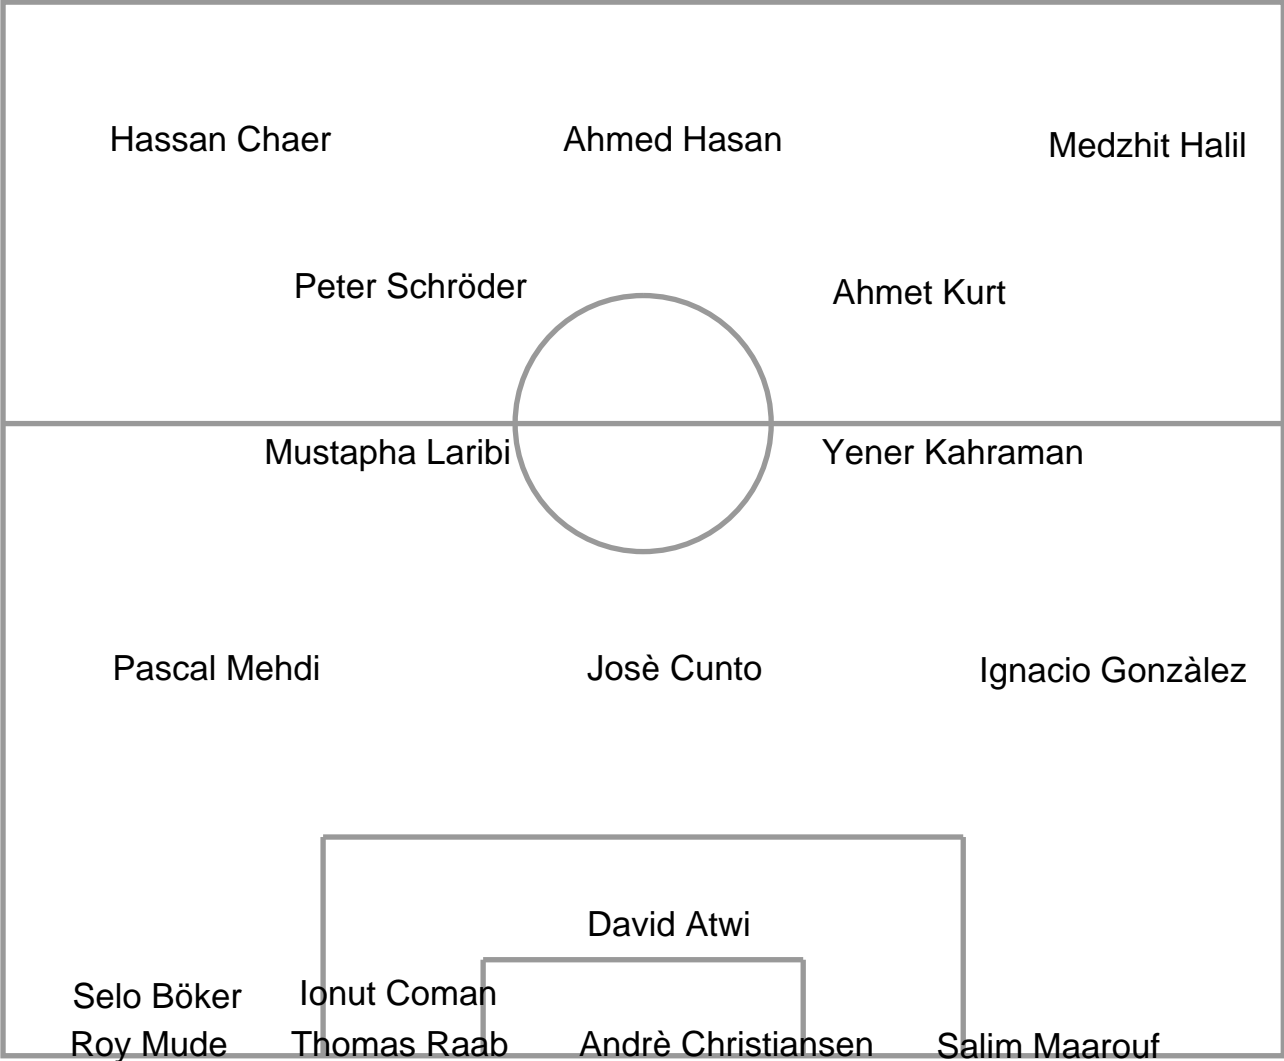 Hassan Chaer
Ahmed Hasan
Medzhit Halil
Peter Schröder
Ahmet Kurt
Mustapha Laribi
Yener Kahraman
Pascal Mehdi
Josè Cunto
Ignacio Gonzàlez
David Atwi
Selo Böker
Ionut Coman
Roy Mude
Thomas Raab
Andrè Christiansen
Salim Maarouf